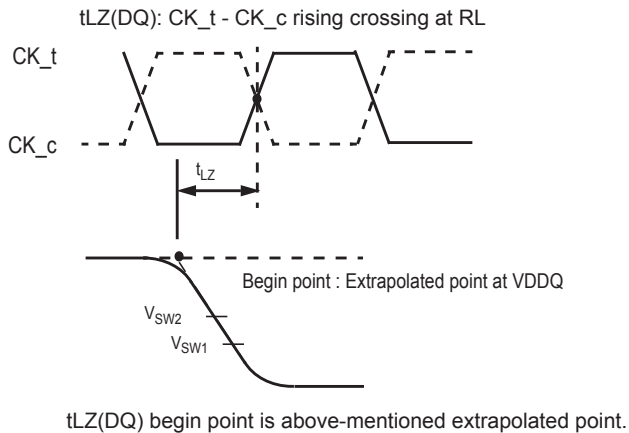 tLZ(DQ): CK_t - CK_c rising crossing at RL
CK_t
CK_c
tLZ
Begin point : Extrapolated point at VDDQ
VSW2
VSW1
tLZ(DQ) begin point is above-mentioned extrapolated point.